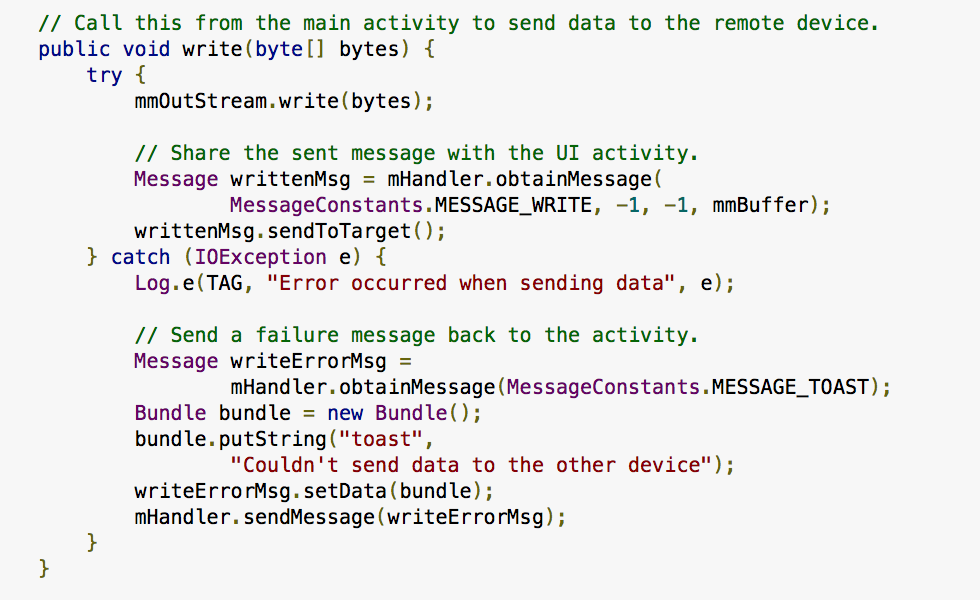 // Call this from the main activity to send data to the remote device.
public void write(byte[] bytes) {
try {
mmOutStream.write(bytes);
// Share the sent message with the UI activity.
Message writtenMsg = mHandler.obtainMessage(
MessageConstants.MESSAGE_WRITE, -1, -1, mmBuffer);
writtenMsg.sendToTarget();
} catch (IOException e) {
Log.e(TAG, "Error occurred when sending data", e);
// Send a failure message back to the activity.
Message writeErrorMsg =
mHandler.obtainMessage(MessageConstants.MESSAGE_TOAST);
Bundle bundle = new Bundle();
bundle.putString("toast",
"Couldn't send data to the other device");
writeErrorMsg.setData(bundle);
mHandler.sendMessage(writeErrorMsg);
}
}